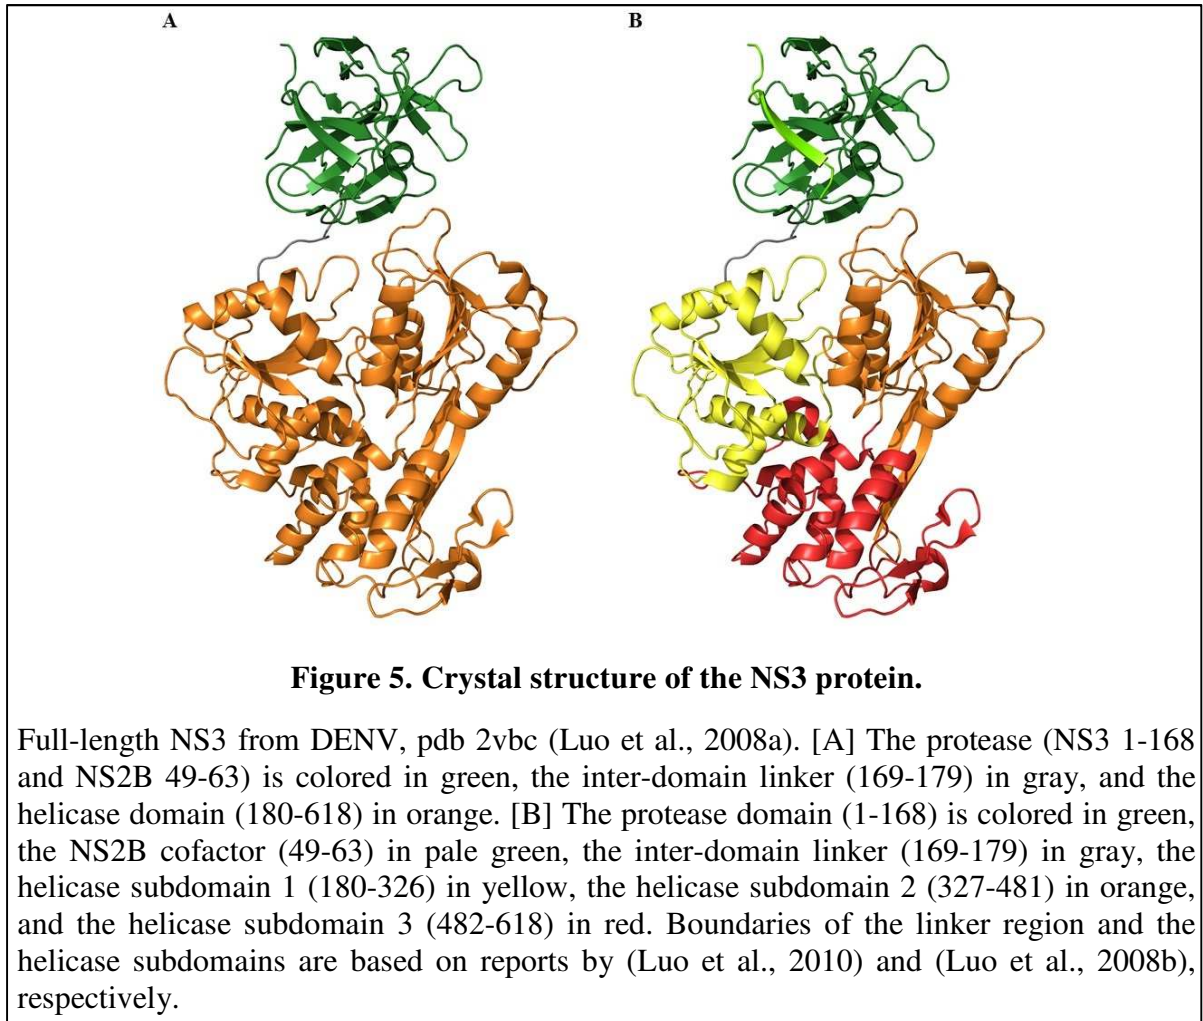 A B
Figure 5. Crystal structure of the NS3 protein.
Full-length NS3 from DENV, pdb 2vbc (Luo et al., 2008a). [A] The protease (NS3 1-168
and NS2B 49-63) is colored in green, the inter-domain linker (169-179) in gray, and the
helicase domain (180-618) in orange. [B] The protease domain (1-168) is colored in green,
the NS2B cofactor (49-63) in pale green, the inter-domain linker (169-179) in gray, the
helicase subdomain 1 (180-326) in yellow, the helicase subdomain 2 (327-481) in orange,
and the helicase subdomain 3 (482-618) in red. Boundaries of the linker region and the
helicase subdomains are based on reports by (Luo et al., 2010) and (Luo et al., 2008b),
respectively.